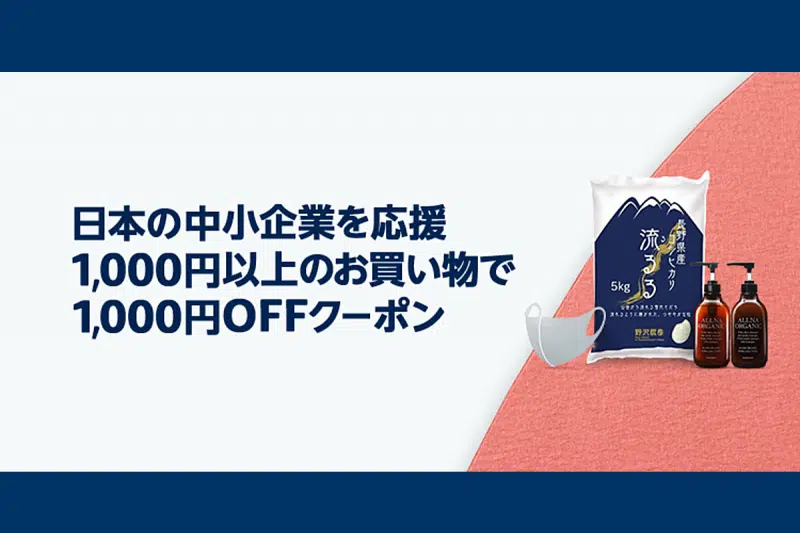 日本の中小企業を応援
1,000円以上のお買い物で
1,000円OFFクーポン
長野県産
コシヒカリ
流るる
5kg
野沢農産
ALLNA
ORGANIC
ALLNA
ORGANIC